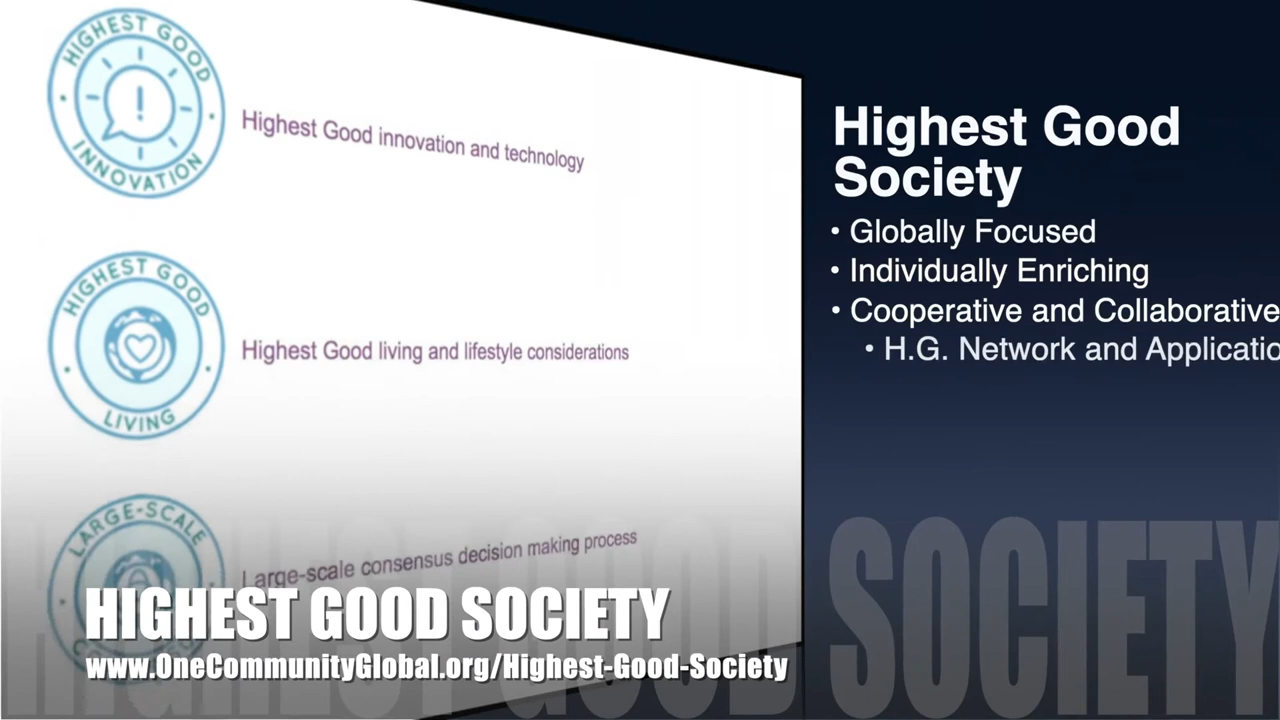 HIGHEST GOOD
INNOVATION
Highest Good innovation and technology
HIGHEST GOOD
LIVING
Highest Good living and lifestyle considerations
LARGE-SCALE
Large-scale consensus decision making process
Highest Good
Society
• Globally Focused
• Individually Enriching
• Cooperative and Collaborative
• H.G. Network and Applicatio
HIGHEST GOOD SOCIETY
HIGHEST GOOD SOCIETY
www.OneCommunityGlobal.org/Highest-Good-Society